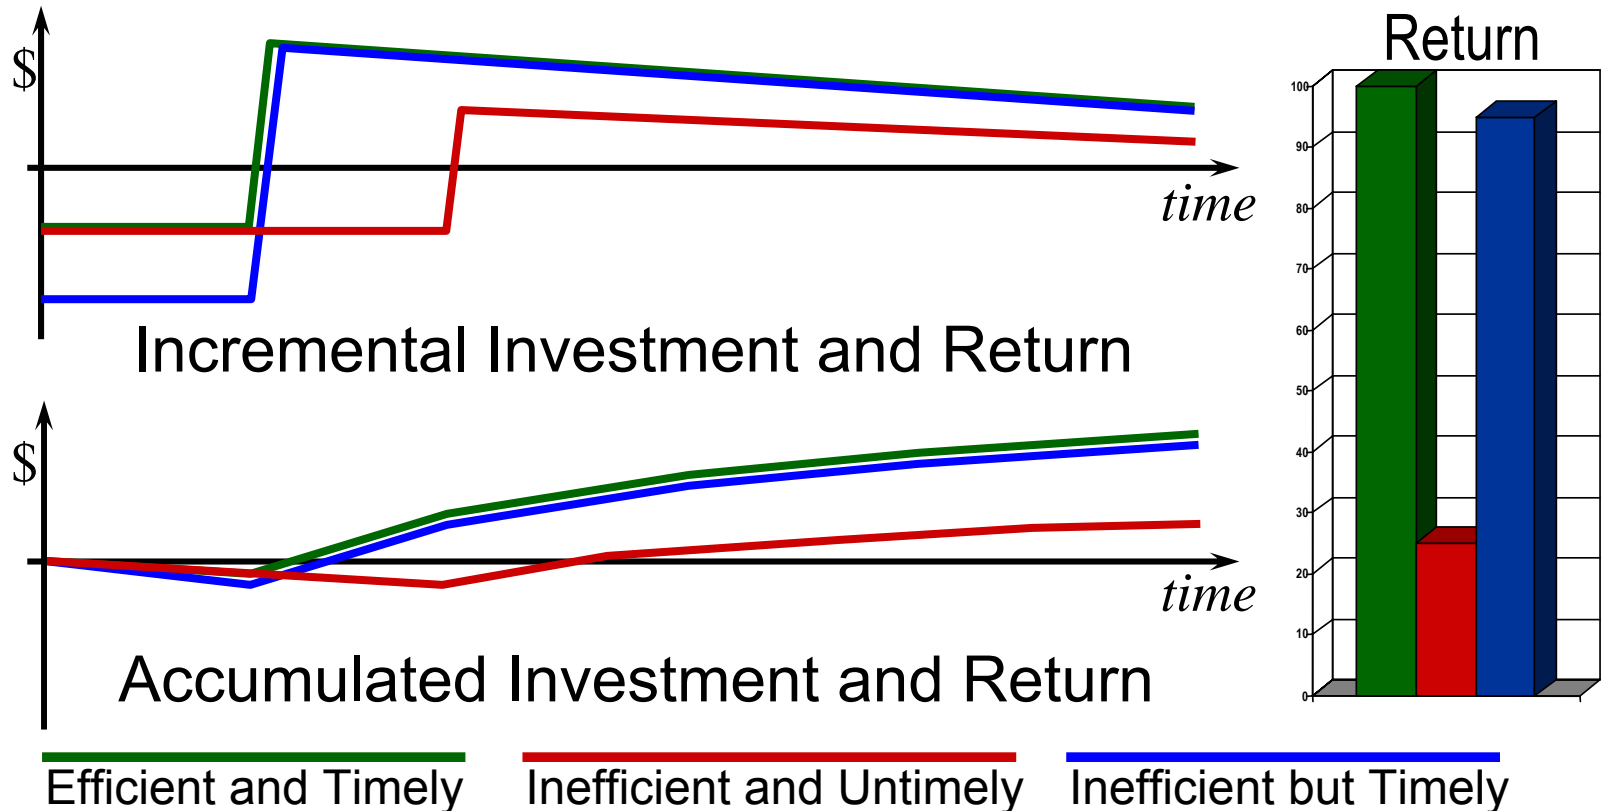 $
time
Incremental Investment and Return
$
time
Accumulated Investment and Return
Return
100
90
80
70
60
50
40
30
20
10
0
Efficient and Timely
Inefficient and Untimely
Inefficient but Timely